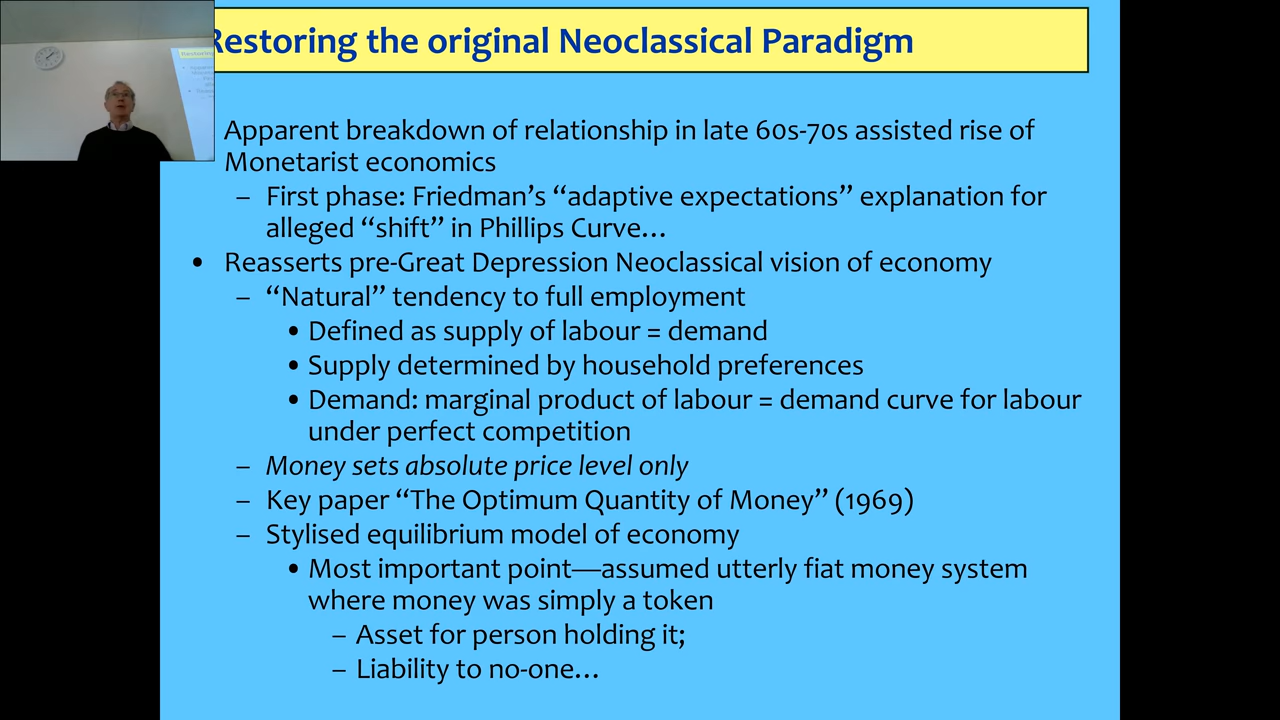 Restoring the original Neoclassical Paradigm
Apparent breakdown of relationship in late 60s-70s assisted rise of
Monetarist economics
– First phase: Friedman’s “adaptive expectations” explanation for
alleged “shift” in Phillips Curve…
• Reasserts pre-Great Depression Neoclassical vision of economy
– “Natural” tendency to full employment
• Defined as supply of labour = demand
• Supply determined by household preferences
• Demand: marginal product of labour = demand curve for labour
under perfect competition
– Money sets absolute price level only
– Key paper “The Optimum Quantity of Money” (1969)
– Stylised equilibrium model of economy
• Most important point—assumed utterly fiat money system
where money was simply a token
– Asset for person holding it;
– Liability to no-one…